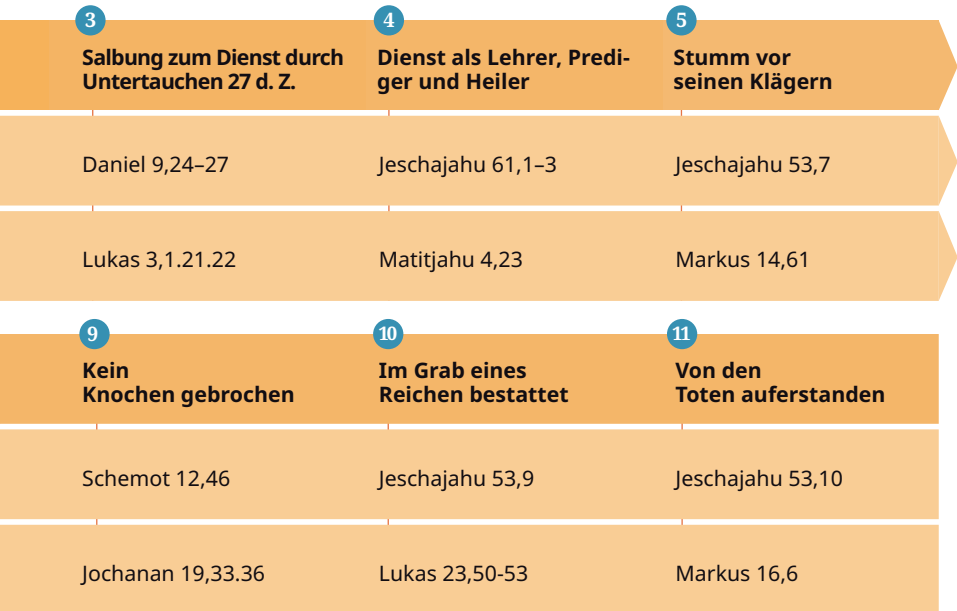 3 4 5
Salbung zum Dienst durch
Untertauchen 27 d. Z.
Dienst als Lehrer, Predi-
ger und Heiler
Stumm vor
seinen Klägern
Daniel 9,24–27
Jeschajahu 61,1–3
Jeschajahu 53,7
Lukas 3,1.21.22
Matitjahu 4,23
Markus 14,61
9 10 11
Kein
Knochen gebrochen
Im Grab eines
Reichen bestattet
Von den
Toten auferstanden
Schemot 12,46
Jeschajahu 53,9
Jeschajahu 53,10
Jochanan 19,33.36
Lukas 23,50-53
Markus 16,6